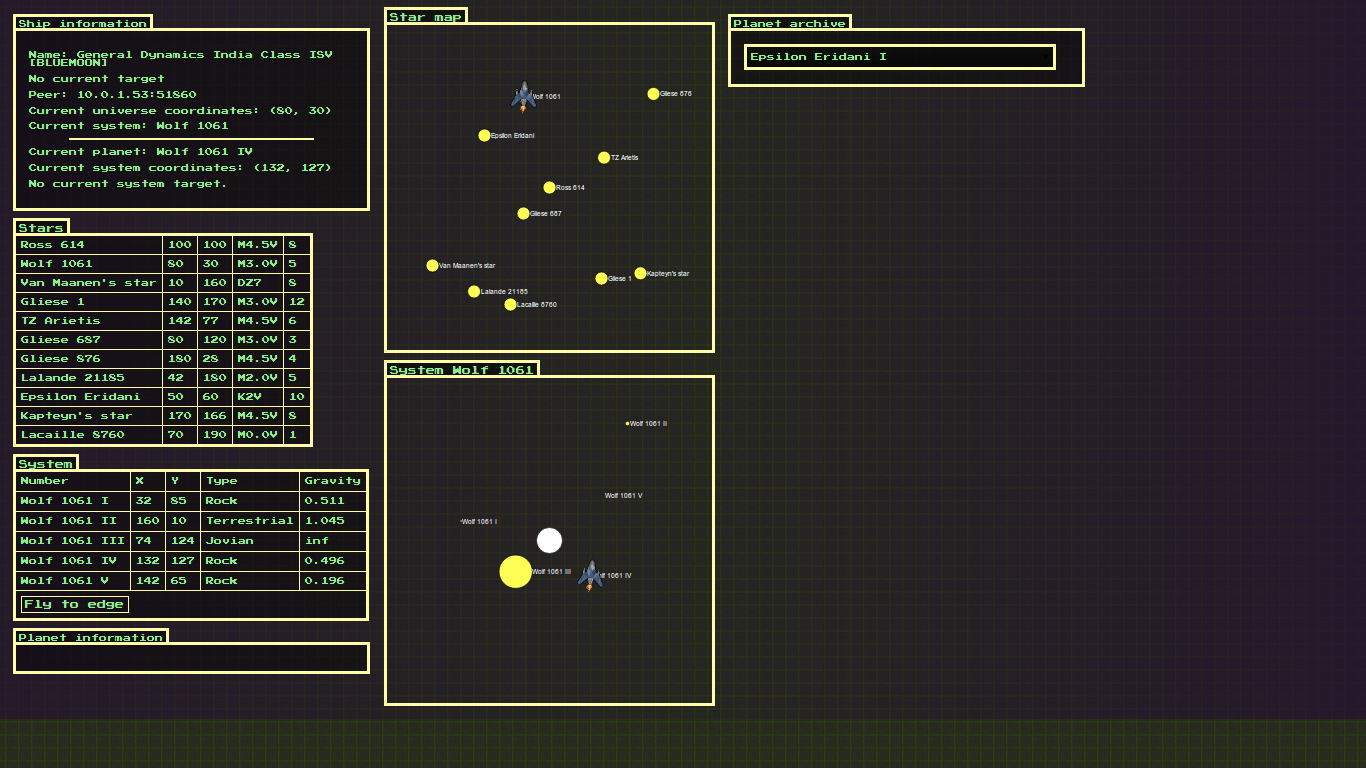 Ship information
Name: General Dynamics India Class ISV
[BLUEMOON]
No current target
Peer: 10.0.1.53:51860
Current universe coordinates: (80, 30)
Current system: Wolf 1061
Current planet: Wolf 1061 IV
Current system coordinates: (132, 127)
No current system target.
Stars
Ross 614 100 100 M4.5V 8
Wolf 1061 80 30 M3.0V 5
Van Maanen's star 10 160 DZ7 8
Gliese 1 140 170 M3.0V 12
TZ Arietis 142 77 M4.5V 6
Gliese 687 80 120 M3.0V 3
Gliese 876 180 28 M4.5V 4
Lalande 21185 42 180 M2.0V 5
Epsilon Eridani 50 60 K2V 10
Kapteyn's star 170 166 M4.5V 8
Lacaille 8760 70 190 M0.0V 1
System
Number X Y Type Gravity
Wolf 1061 I 32 85 Rock 0.511
Wolf 1061 II 160 10 Terrestrial 1.045
Wolf 1061 III 74 124 Jovian inf
Wolf 1061 IV 132 127 Rock 0.496
Wolf 1061 V 142 65 Rock 0.196
Fly to edge
Planet information
Star map
Wolf 1061
Gliese 876
Epsilon Eridani
TZ Arietis
Ross 614
Gliese 687
Van Maanen's star
Kapteyn's star
Gliese 1
Lalande 21185
Lacaille 8760
System Wolf 1061
Wolf 1061 II
Wolf 1061 V
Wolf 1061 I
Wolf 1061 III
1061 IV
Planet archive
Epsilon Eridani I